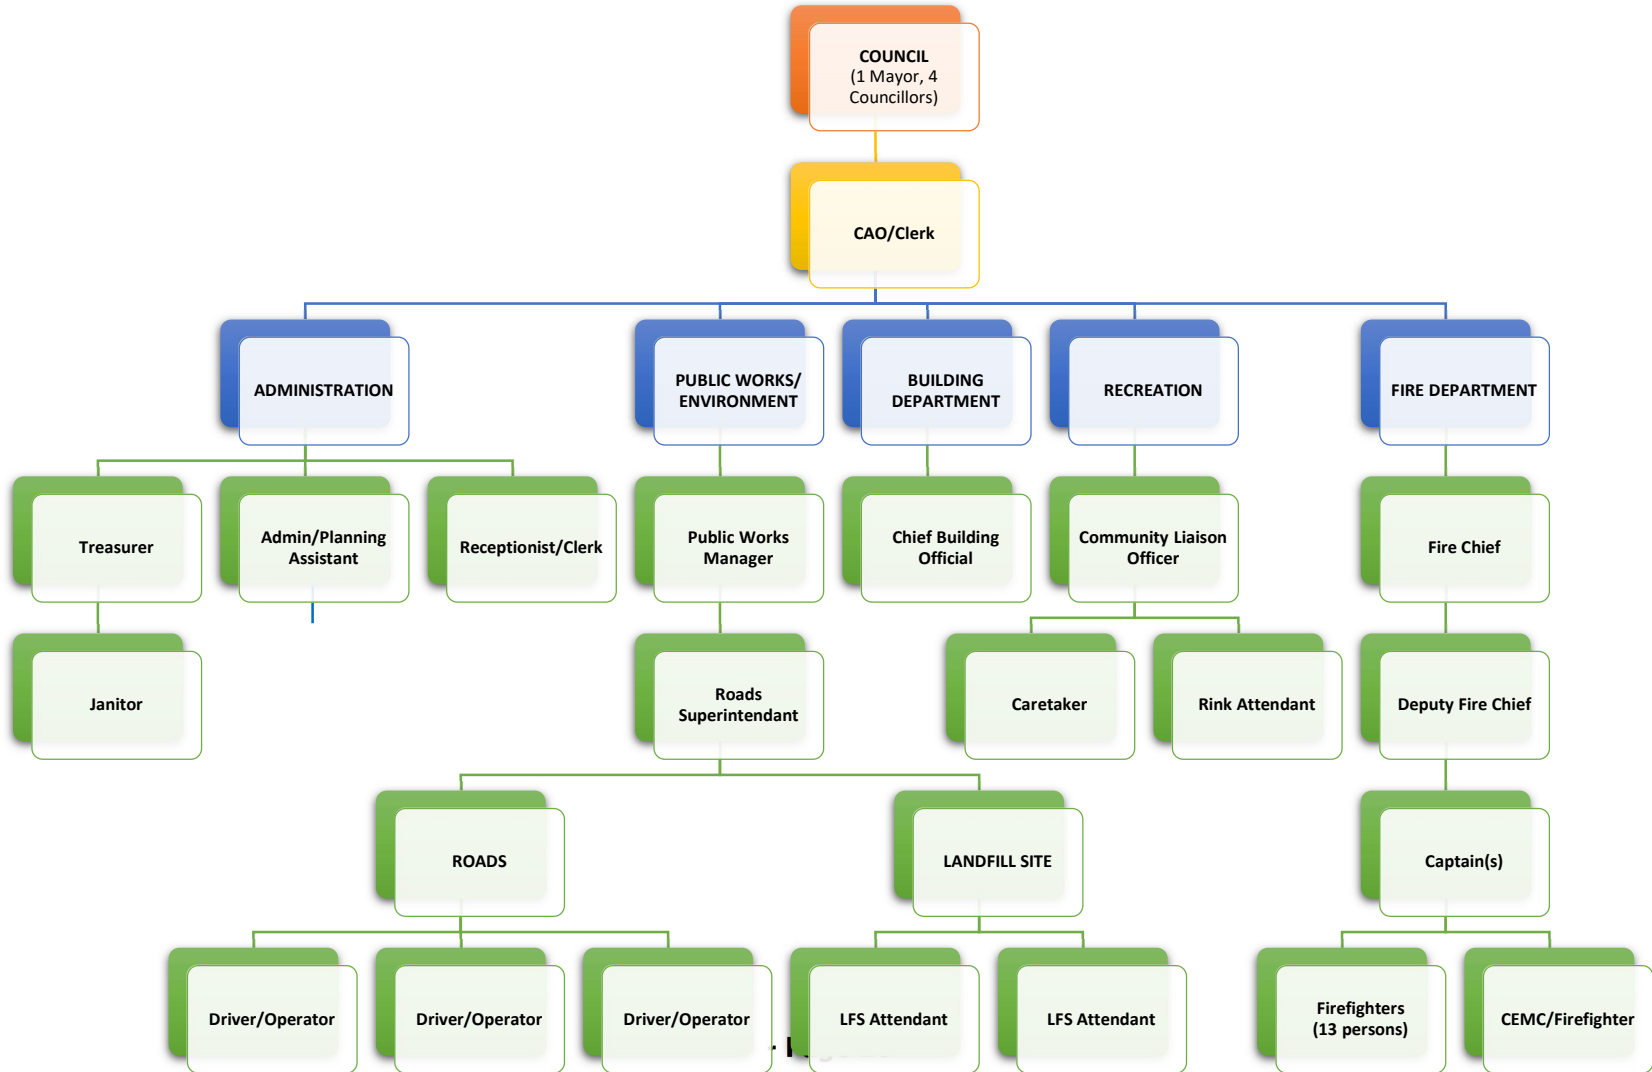 COUNCIL
(1 Mayor, 4
Councillors)
CAO/Clerk
ADMINISTRATION
PUBLIC WORKS/
ENVIRONMENT
BUILDING
DEPARTMENT
RECREATION
FIRE DEPARTMENT
Treasurer
Admin/Planning
Assistant
Receptionist/Clerk
Public Works
Manager
Chief Building
Official
Community Liaison
Officer
Fire Chief
Janitor
Roads
Superintendant
Caretaker
Rink Attendant
Deputy Fire Chief
ROADS
LANDFILL SITE
Captain(s)
Driver/Operator
Driver/Operator
Driver/Operator
LFS Attendant
LFS Attendant
Firefighters
(13 persons)
CEMC/Firefighter